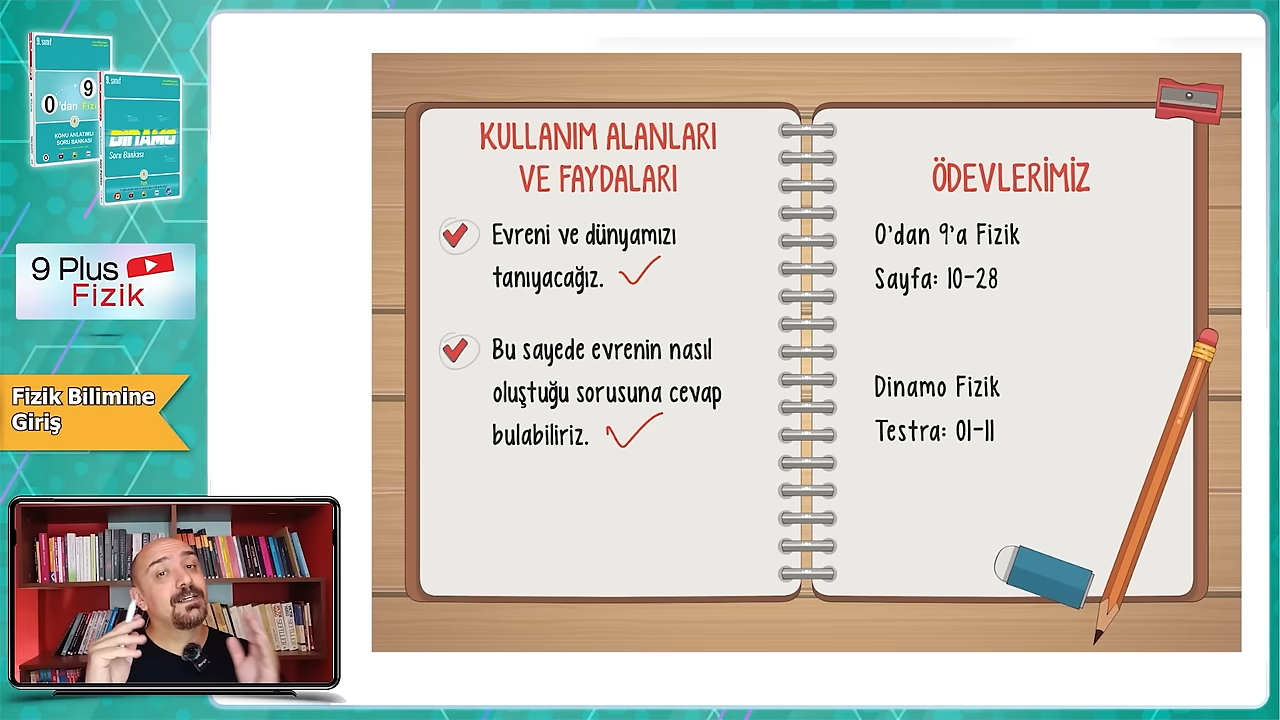 9. sınıf
0'dan 9'a Fizik
KONU ANLATIMLI
SORU BANKASI
9. sınıf
DİNAMO
Soru Bankası
9 Plus
Fizik
Fizik Bilimine
Giriş
KULLANIM ALANLARI
VE FAYDALARI
Evreni ve dünyamızı
tanıyacağız.
Bu sayede evrenin nasıl
oluştuğu sorusuna cevap
bulabiliriz.
ÖDEVLERİMİZ
0'dan 9'a Fizik
Sayfa: 10-28
Dinamo Fizik
Testra: 01-11